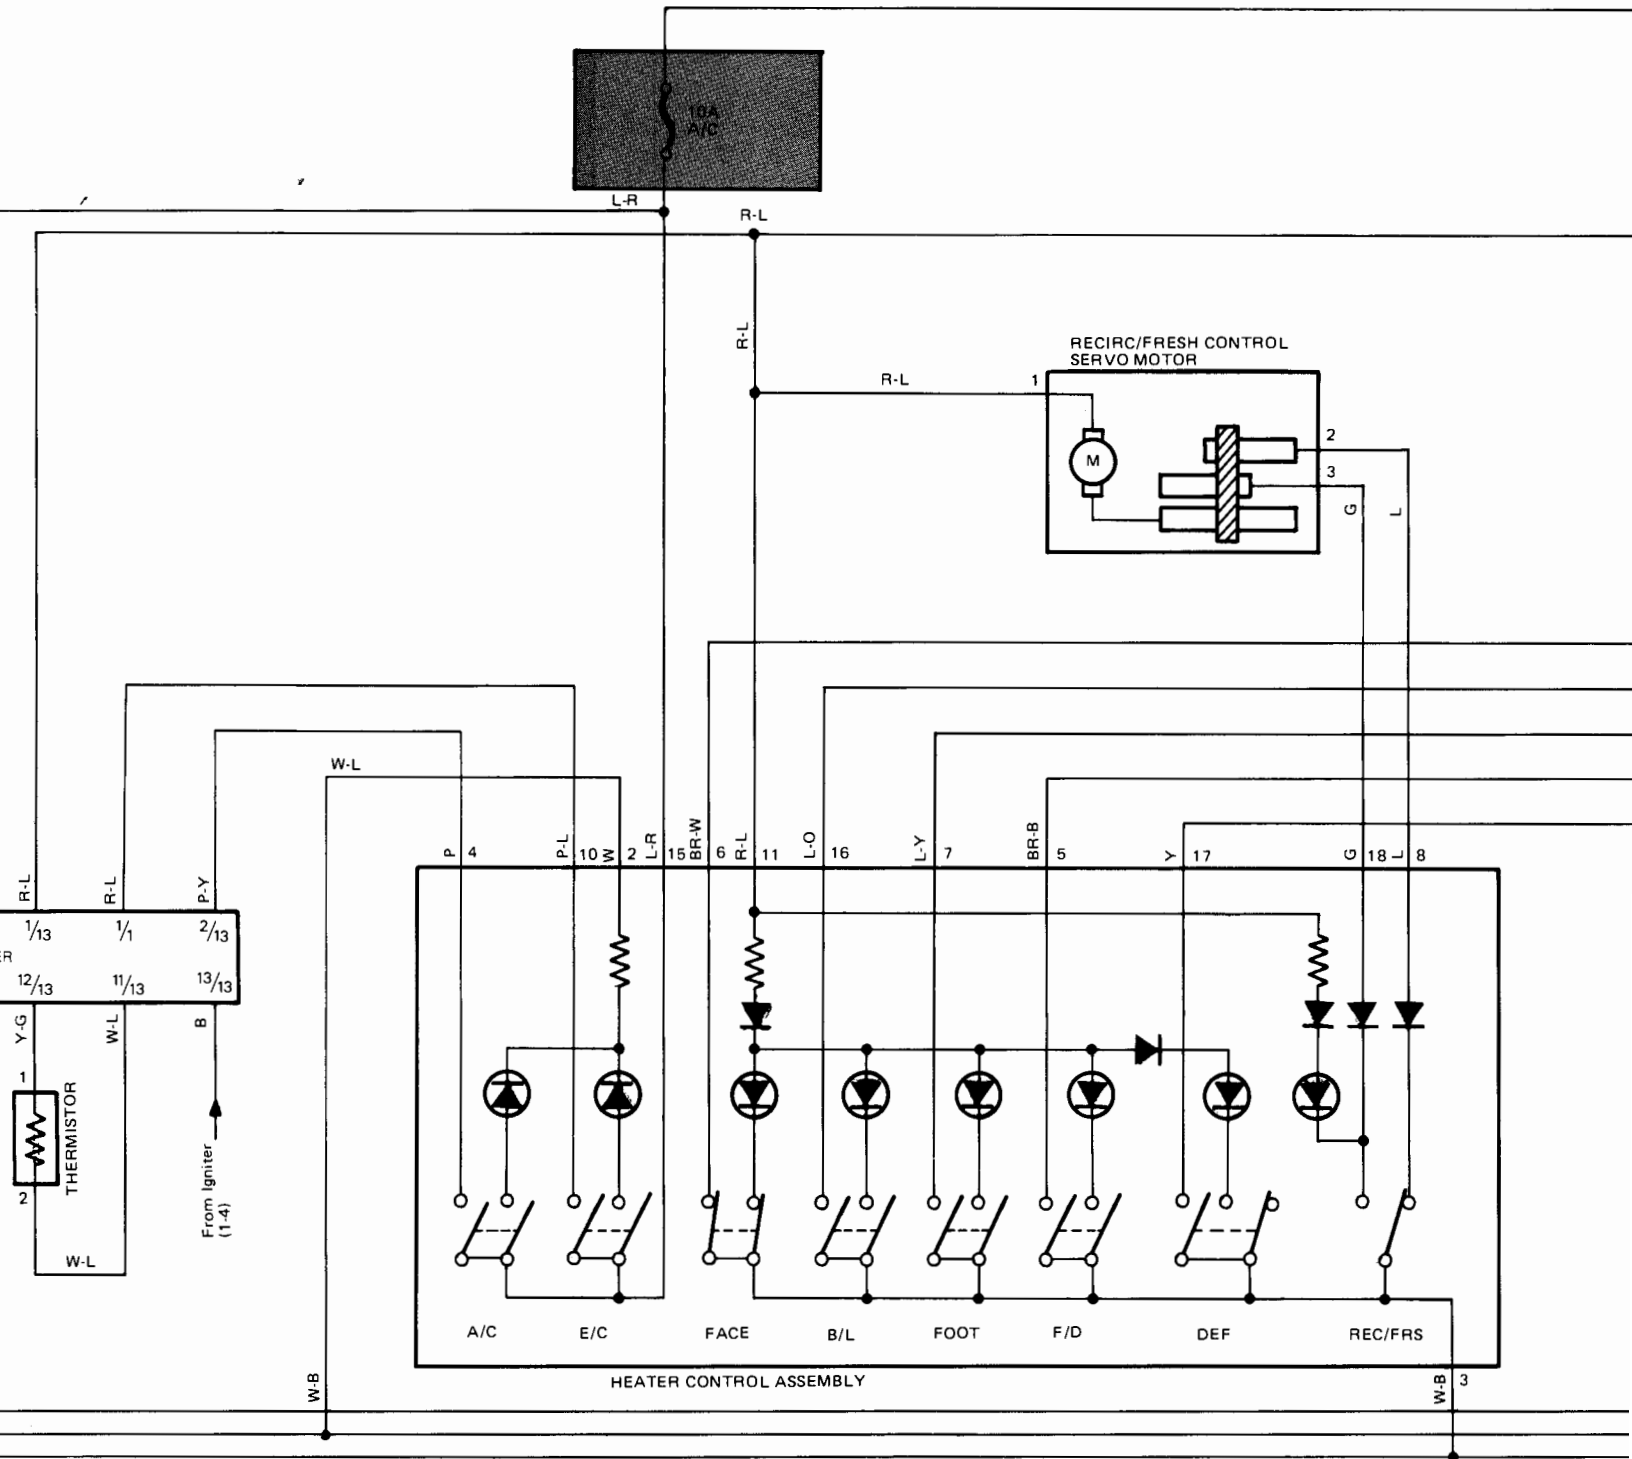 10A
A/C
L-R
R-L
R-L
RECIRC/FRESH CONTROL
SERVO MOTOR
R-L
1
M
2
3
G
L
W-L
P
4
P-L
10
W
2
L-R
15
BR-W
6
R-L
11
L-O
16
L-Y
7
BR-B
5
Y
17
G
18
L
8
R-L
R-L
P-Y
1/13
1/1
2/13
ER
12/13
11/13
13/13
Y-G
W-L
B
1
THERMISTOR
2
From Igniter
(1-4)
W-L
A/C
E/C
FACE
B/L
FOOT
F/D
DEF
REC/FRS
HEATER CONTROL ASSEMBLY
W-B
W-B
3